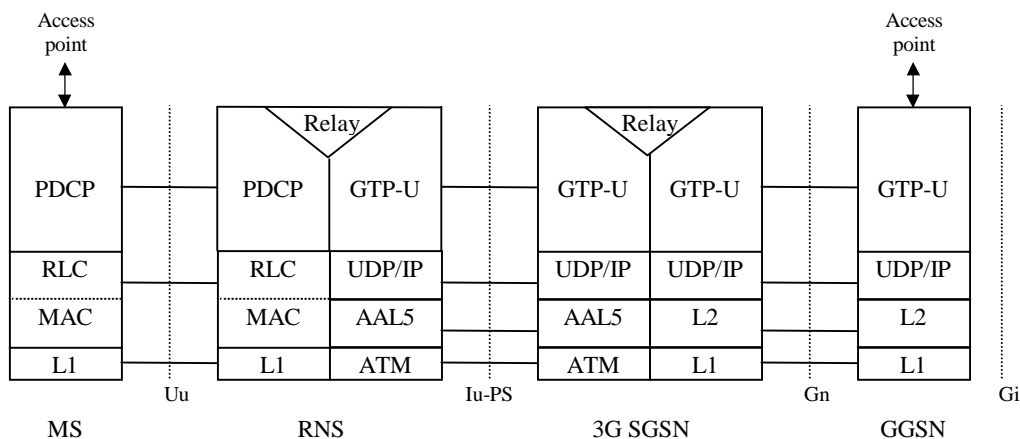 Access
point
Access
point
Relay
Relay
PDCP
PDCP
GTP-U
GTP-U
GTP-U
GTP-U
RLC
RLC
UDP/IP
UDP/IP
UDP/IP
UDP/IP
MAC
MAC
AAL5
AAL5
L2
L2
L1
L1
ATM
ATM
L1
L1
Uu
Iu-PS
Gn
Gi
MS
RNS
3G SGSN
GGSN